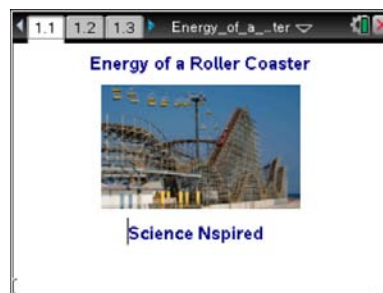 1.1 1.2 1.3 Energy_of_a_...ter
Energy of a Roller Coaster
Science Nspired